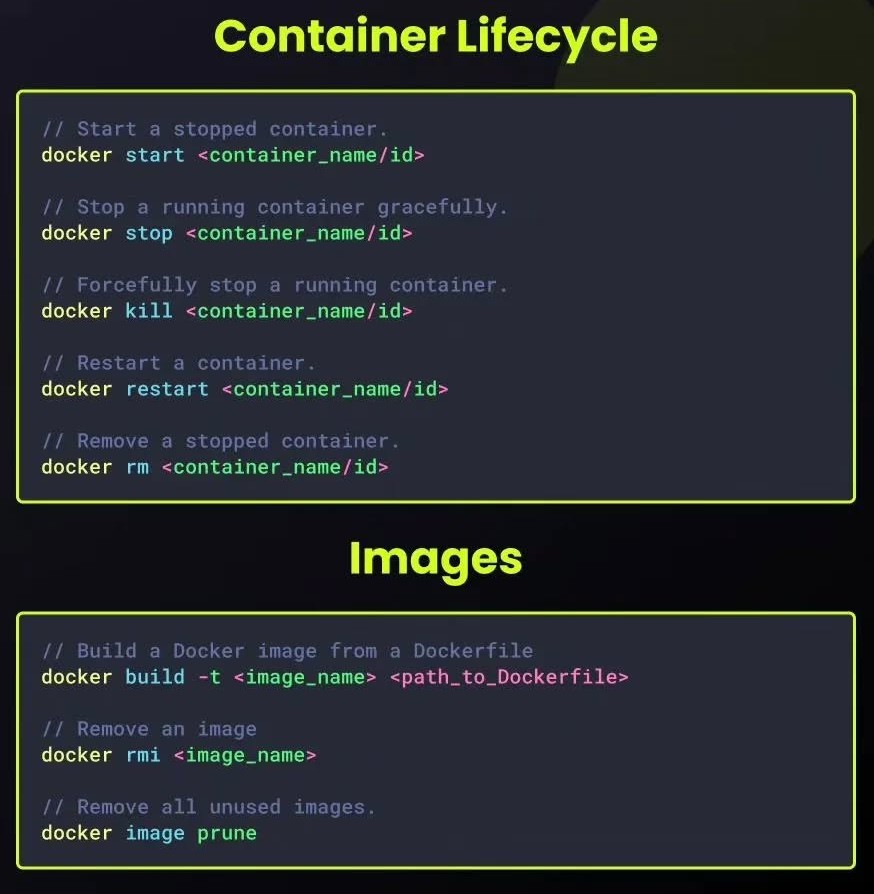 Container Lifecycle
// Start a stopped container.
docker start <container_name/id>
// Stop a running container gracefully.
docker stop <container_name/id>
// Forcefully stop a running container.
docker kill <container_name/id>
// Restart a container.
docker restart <container_name/id>
// Remove a stopped container.
docker rm <container_name/id>
Images
// Build a Docker image from a Dockerfile
docker build -t <image_name> <path_to_Dockerfile>
// Remove an image
docker rmi <image_name>
// Remove all unused images.
docker image prune